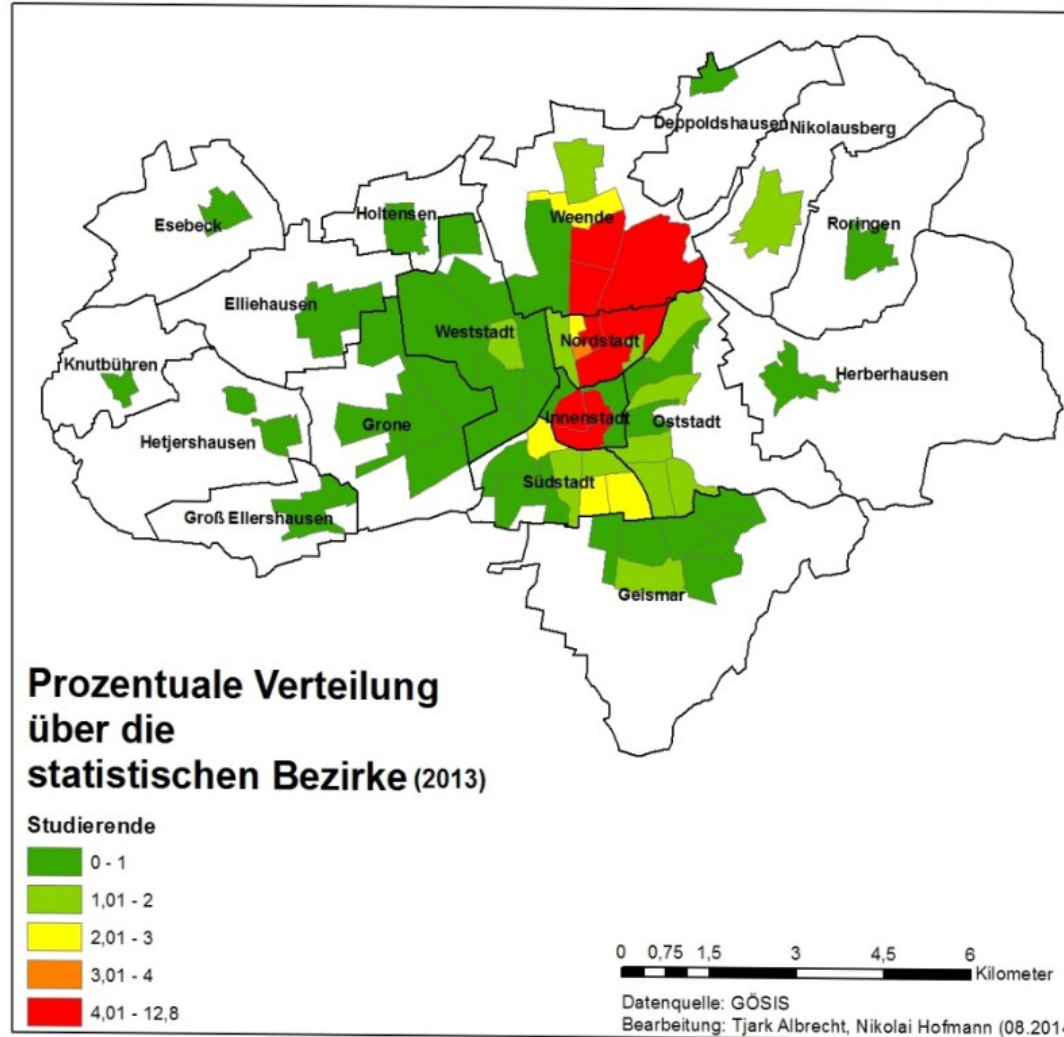 Deppoldshausen
Nikolausberg
Weende
Holtensen
Esebeck
Roringen
Elliehausen
Weststadt
Nordstadt
Knutbühren
Herberhausen
Innenstadt
Oststadt
Grone
Hetjershausen
Südstadt
Groß Ellershausen
Geismar
Prozentuale Verteilung
über die
statistischen Bezirke (2013)
Studierende
0 - 1
1,01 - 2
2,01 - 3
3,01 - 4
4,01 - 12,8
0 0,75 1,5 3 4,5 6
Kilometer
Datenquelle: GÖSIS
Bearbeitung: Tjark Albrecht, Nikolai Hofmann (08.2014